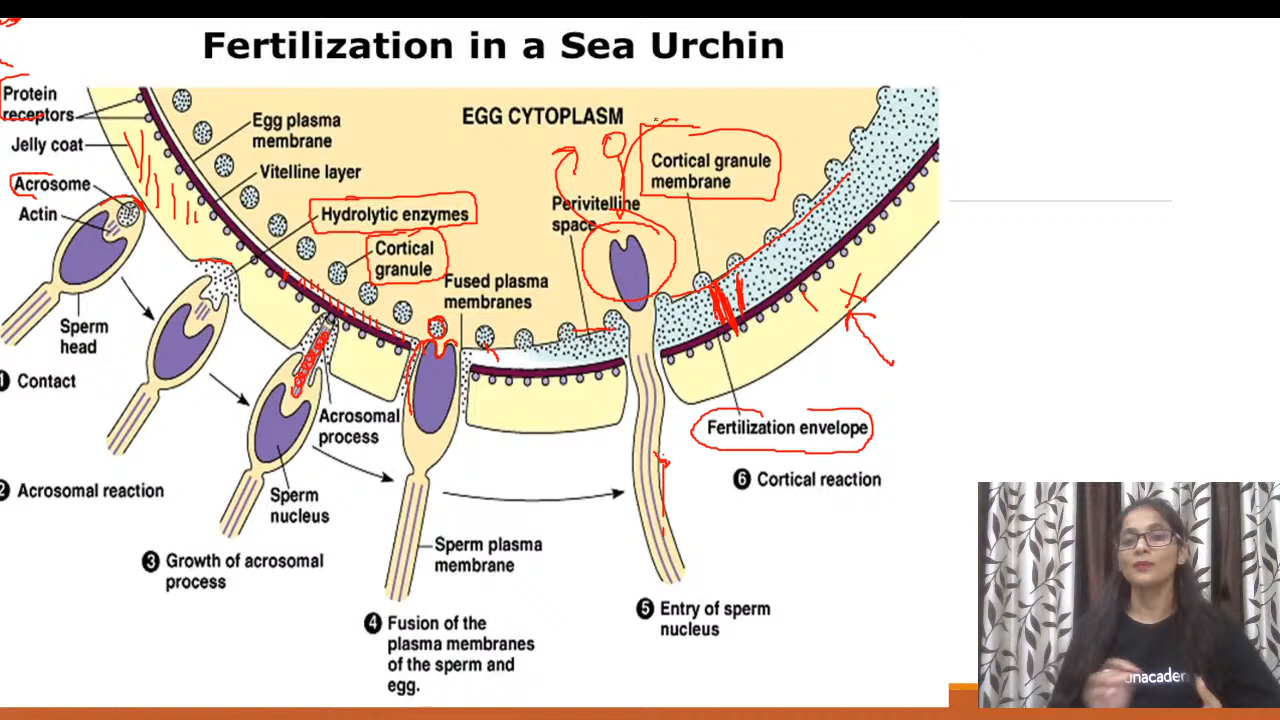 Fertilization in a Sea Urchin
Protein
receptors
Jelly coat
Acrosome
Actin
Sperm
head
Contact
Acrosomal reaction
Egg plasma
membrane
Vitelline layer
Hydrolytic enzymes
Cortical
granule
Fused plasma
membranes
EGG CYTOPLASM
Perivitelline
space
Cortical granule
membrane
Acrosomal
process
Sperm
nucleus
3 Growth of acrosomal
process
Sperm plasma
membrane
4 Fusion of the
plasma membranes
of the sperm and
egg.
5 Entry of sperm
nucleus
Fertilization envelope
6 Cortical reaction
unacadem